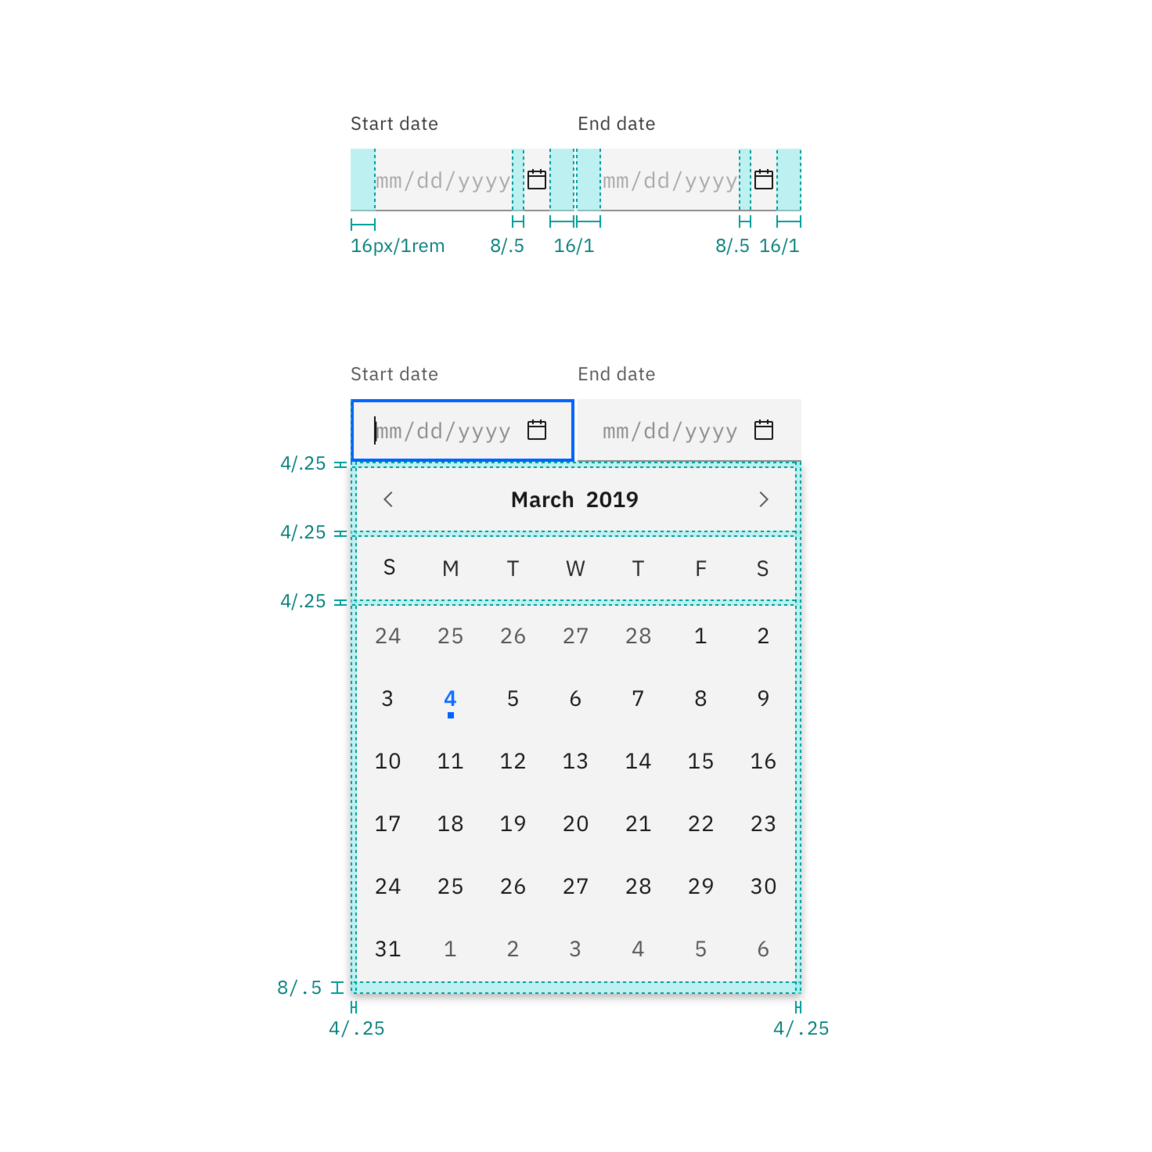 Start date End date
mm/dd/yyyy mm/dd/yyyy
16px/1rem 8/.5 16/1 8/.5 16/1
Start date End date
mm/dd/yyyy mm/dd/yyyy
4/.25
March 2019
4/.25
S M T W T F S
4/.25
24 25 26 27 28 1 2
3 4 5 6 7 8 9
10 11 12 13 14 15 16
17 18 19 20 21 22 23
24 25 26 27 28 29 30
31 1 2 3 4 5 6
8/.5
4/.25 4/.25